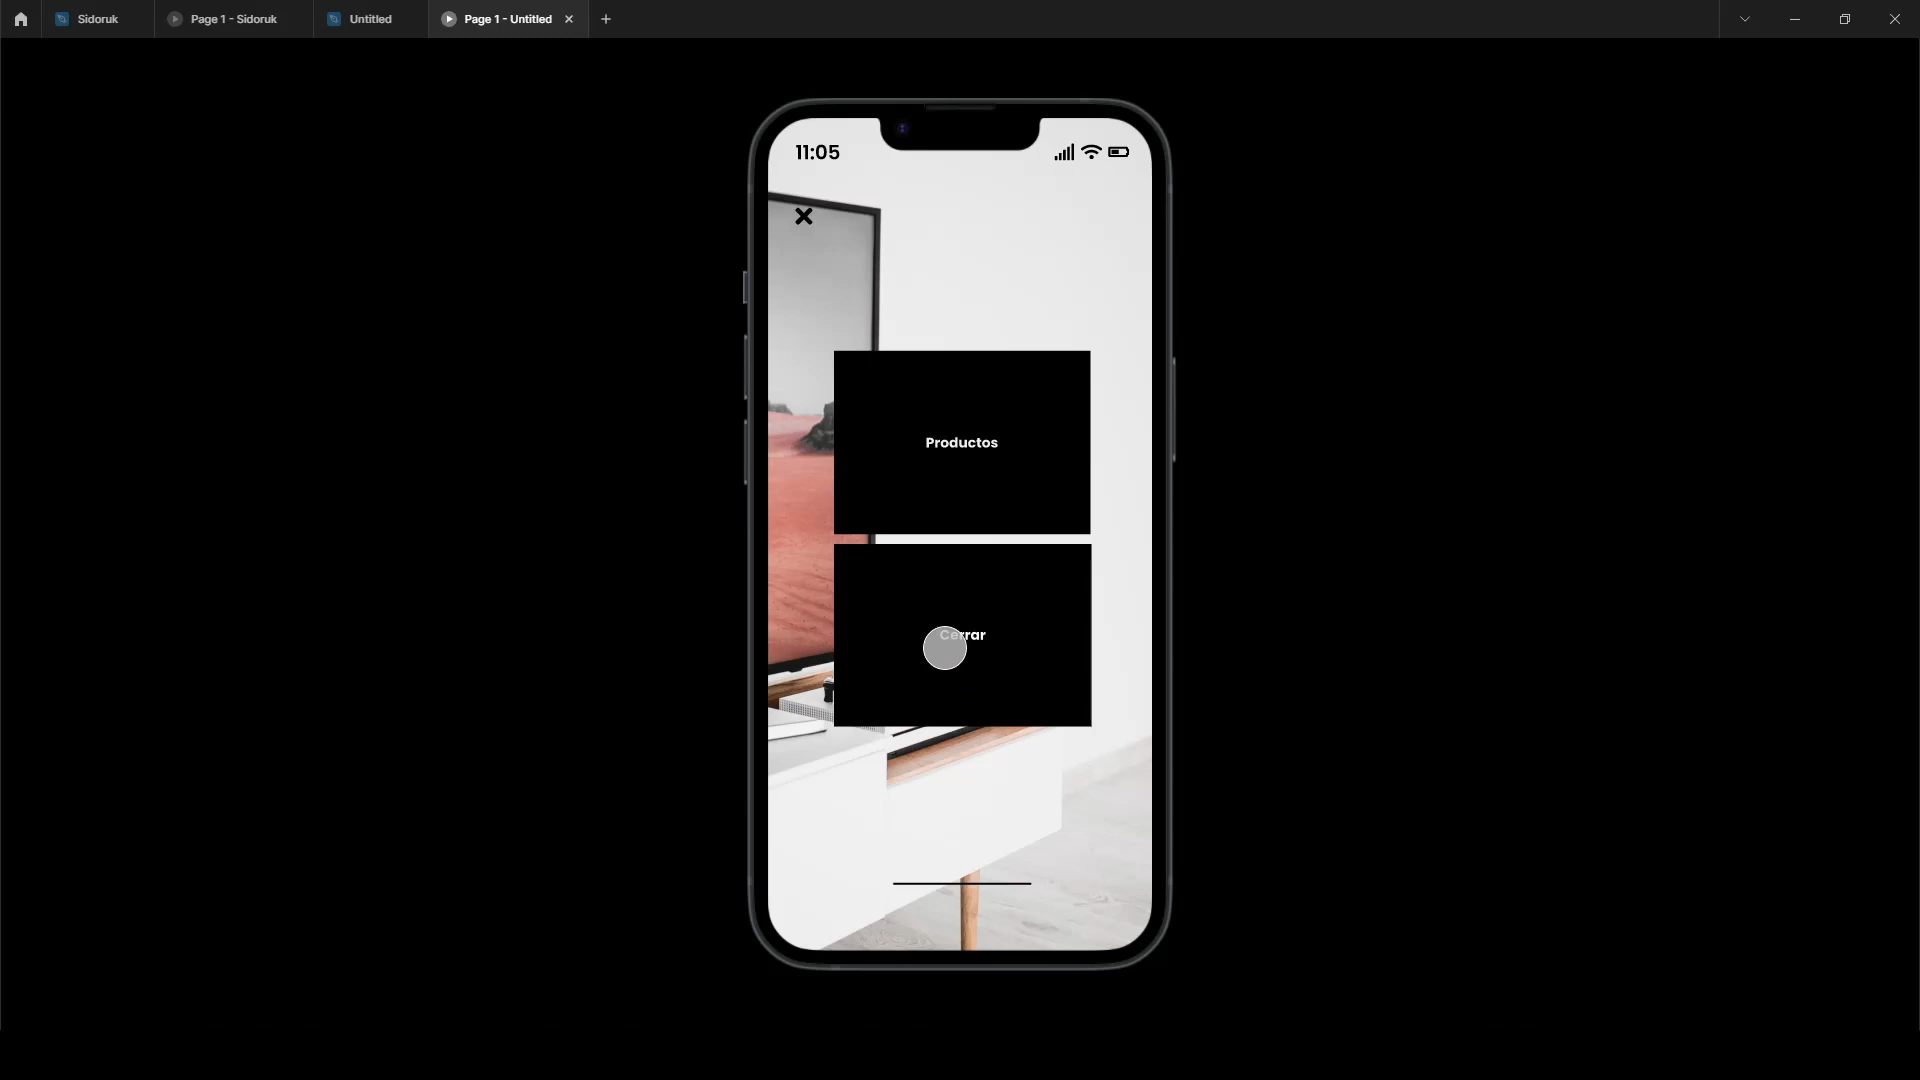 Sidoruk
Page 1 - Sidoruk
Untitled
Page 1 - Untitled
11:05
Productos
Cerrar